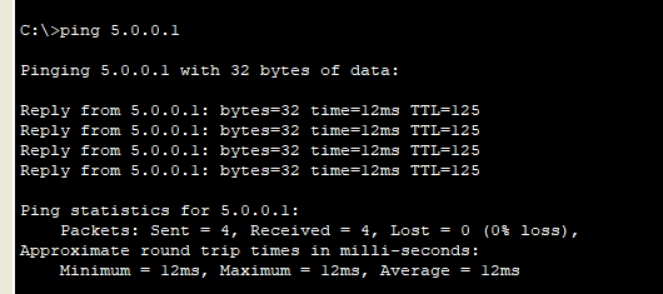 C:\>ping 5.0.0.1
Pinging 5.0.0.1 with 32 bytes of data:
Reply from 5.0.0.1: bytes=32 time=12ms TTL=125
Reply from 5.0.0.1: bytes=32 time=12ms TTL=125
Reply from 5.0.0.1: bytes=32 time=12ms TTL=125
Reply from 5.0.0.1: bytes=32 time=12ms TTL=125
Ping statistics for 5.0.0.1:
Packets: Sent = 4, Received = 4, Lost = 0 (0% loss),
Approximate round trip times in milli-seconds:
Minimum = 12ms, Maximum = 12ms, Average = 12ms